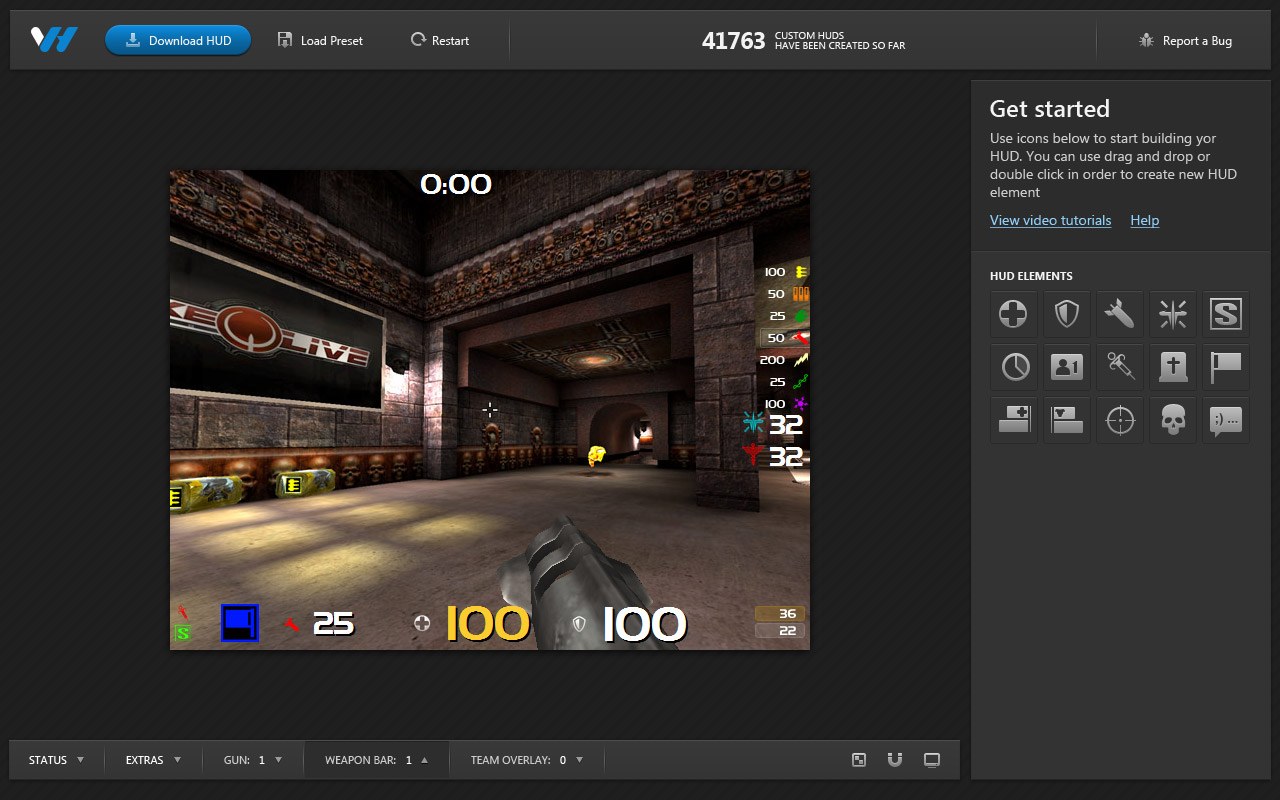 Download HUD
Load Preset
Restart
41763
CUSTOM HUDS
HAVE BEEN CREATED SO FAR
Report a Bug
Get started
Use icons below to start building yor
HUD. You can use drag and drop or
double click in order to create new HUD
element
View video tutorials Help
HUD ELEMENTS
S
1
;) ...
0:00
KE LIVE
100
50
25
50
200
25
100
32
32
S
25
100
100
36
22
STATUS
EXTRAS
GUN: 1
WEAPON BAR: 1
TEAM OVERLAY: 0